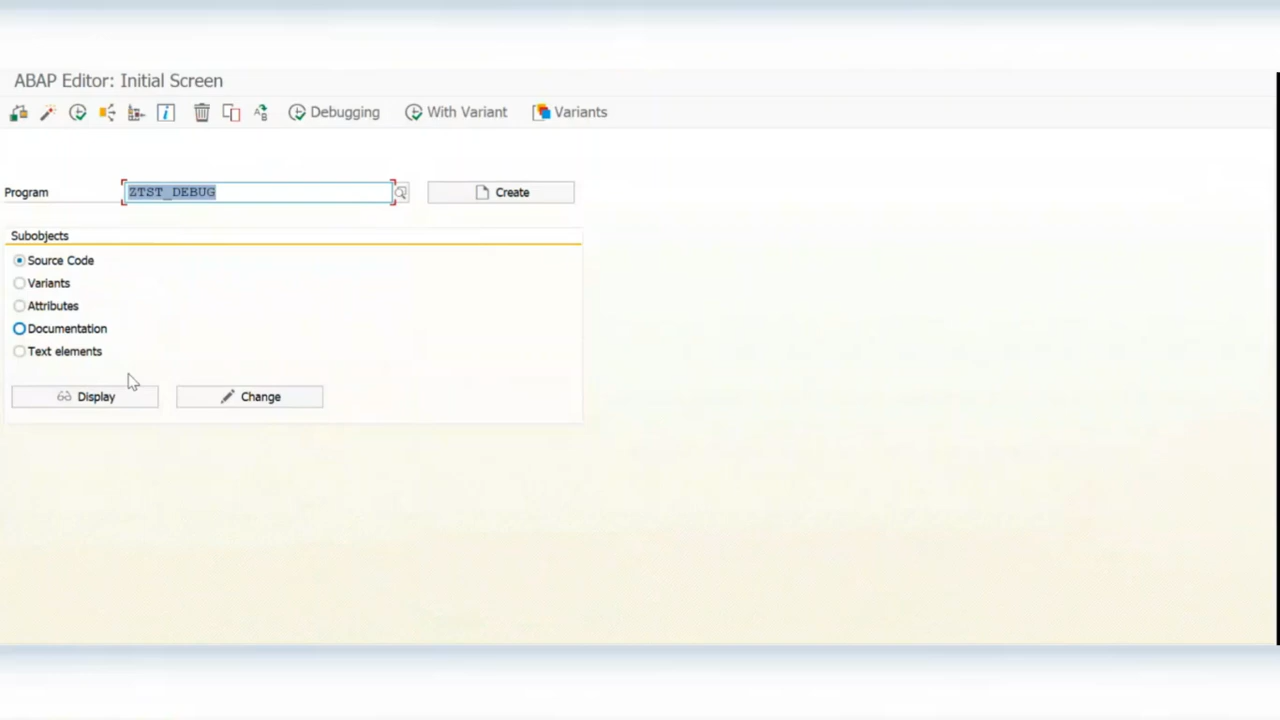 ABAP Editor: Initial Screen
Debugging With Variant Variants
Program ZTST_DEBUG Create
Subobjects
Source Code
Variants
Attributes
Documentation
Text elements
Display Change